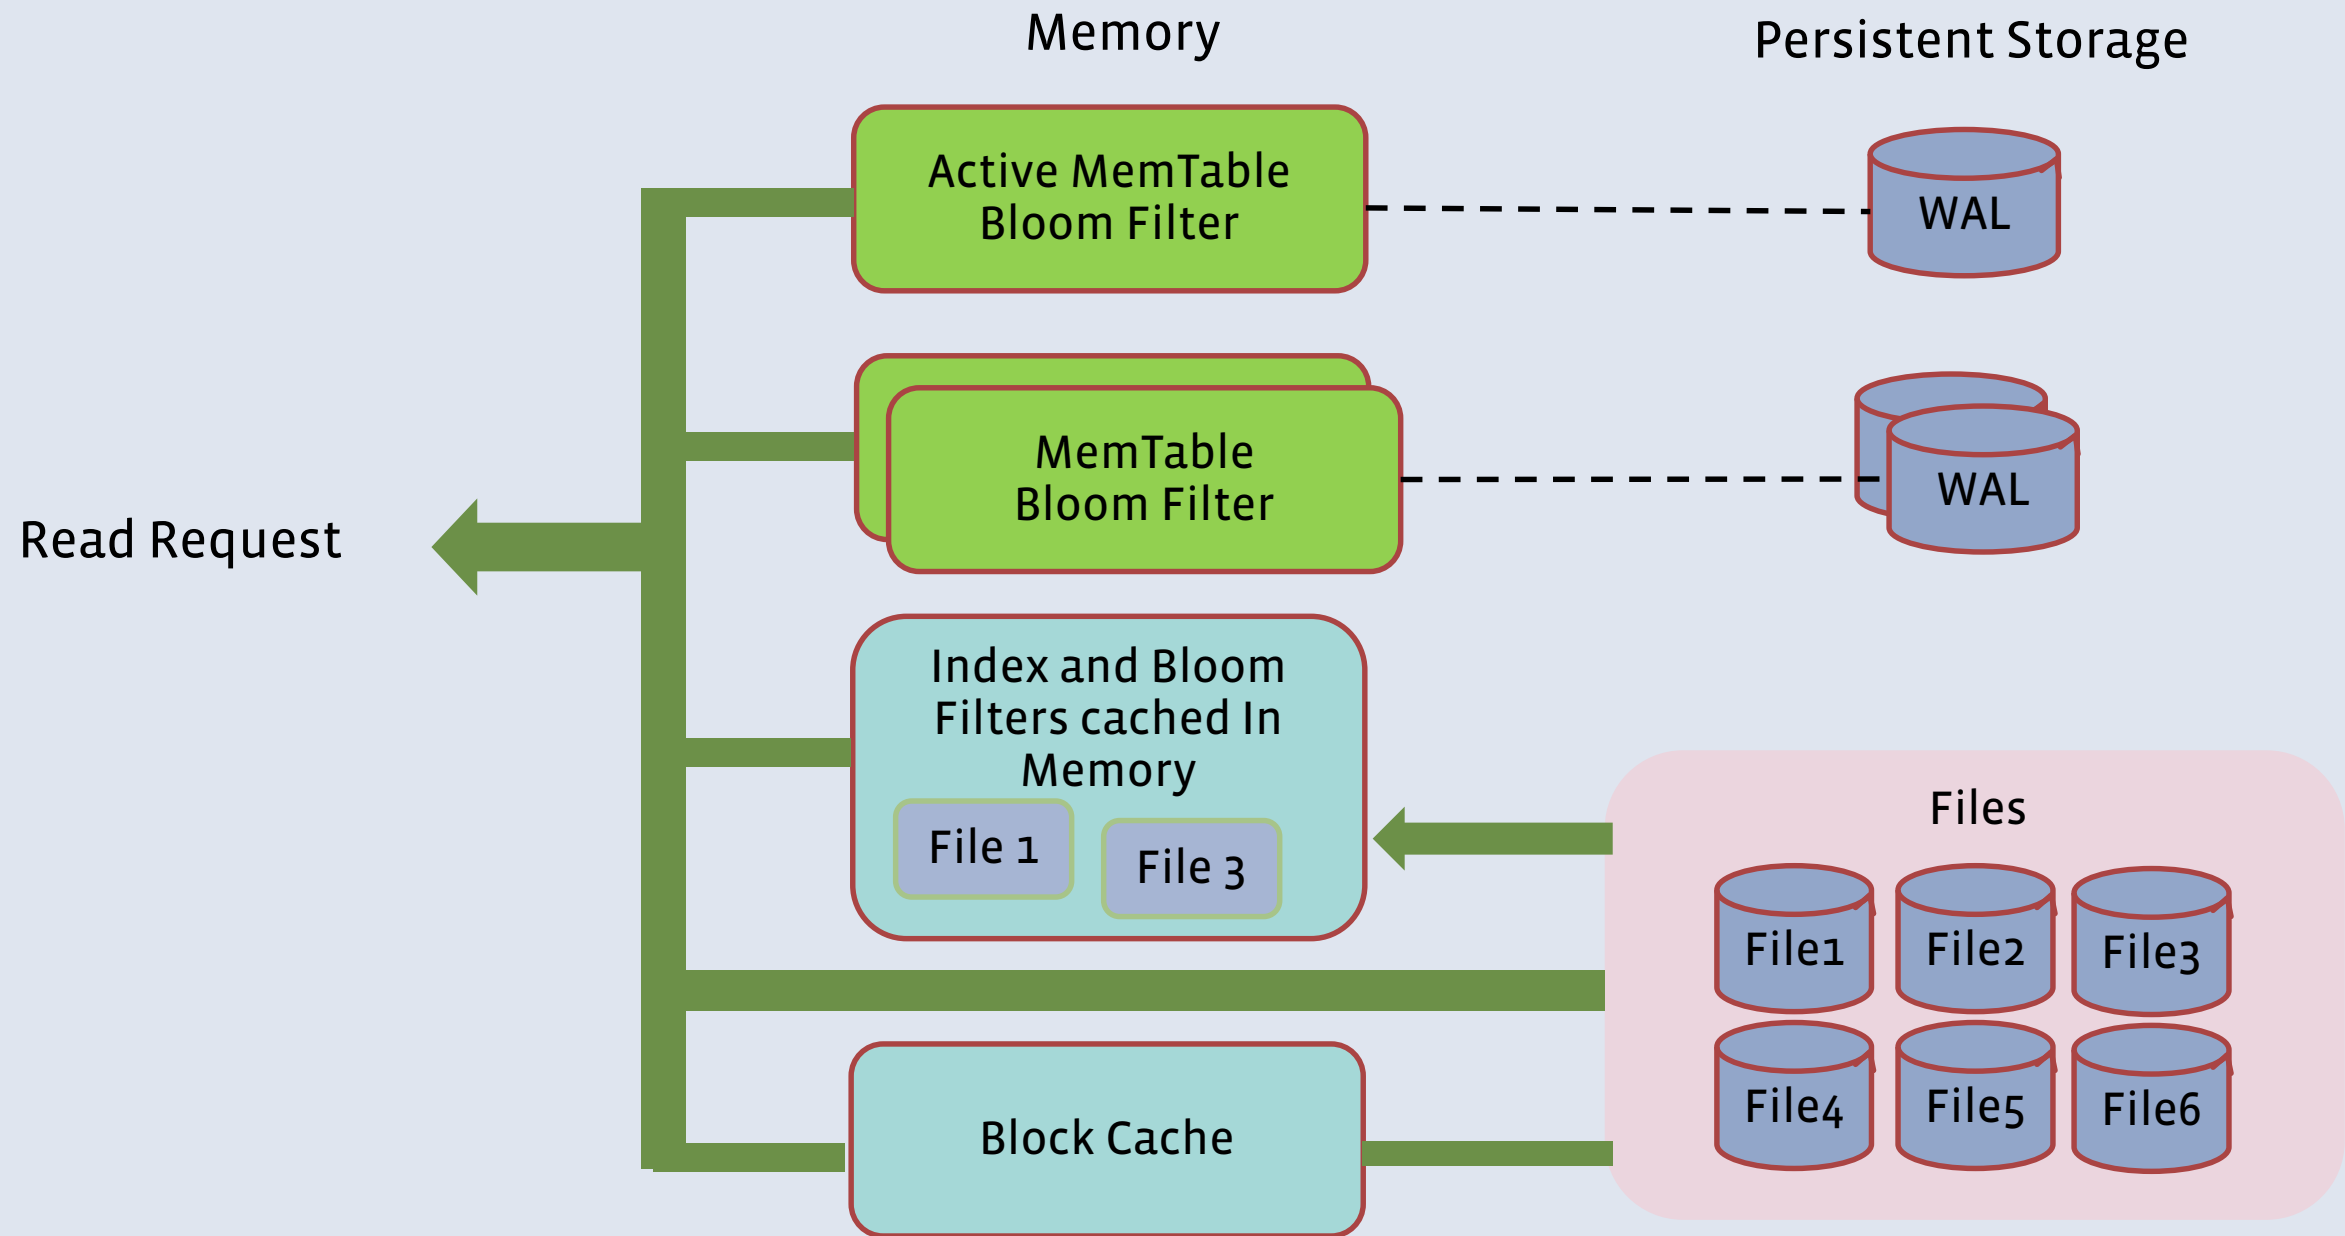 Memory
Persistent Storage
Active MemTable
Bloom Filter
WAL
MemTable
Bloom Filter
WAL
Read Request
Index and Bloom
Filters cached In
Memory
File 1
File 3
Files
File1
File2
File3
File4
File5
File6
Block Cache